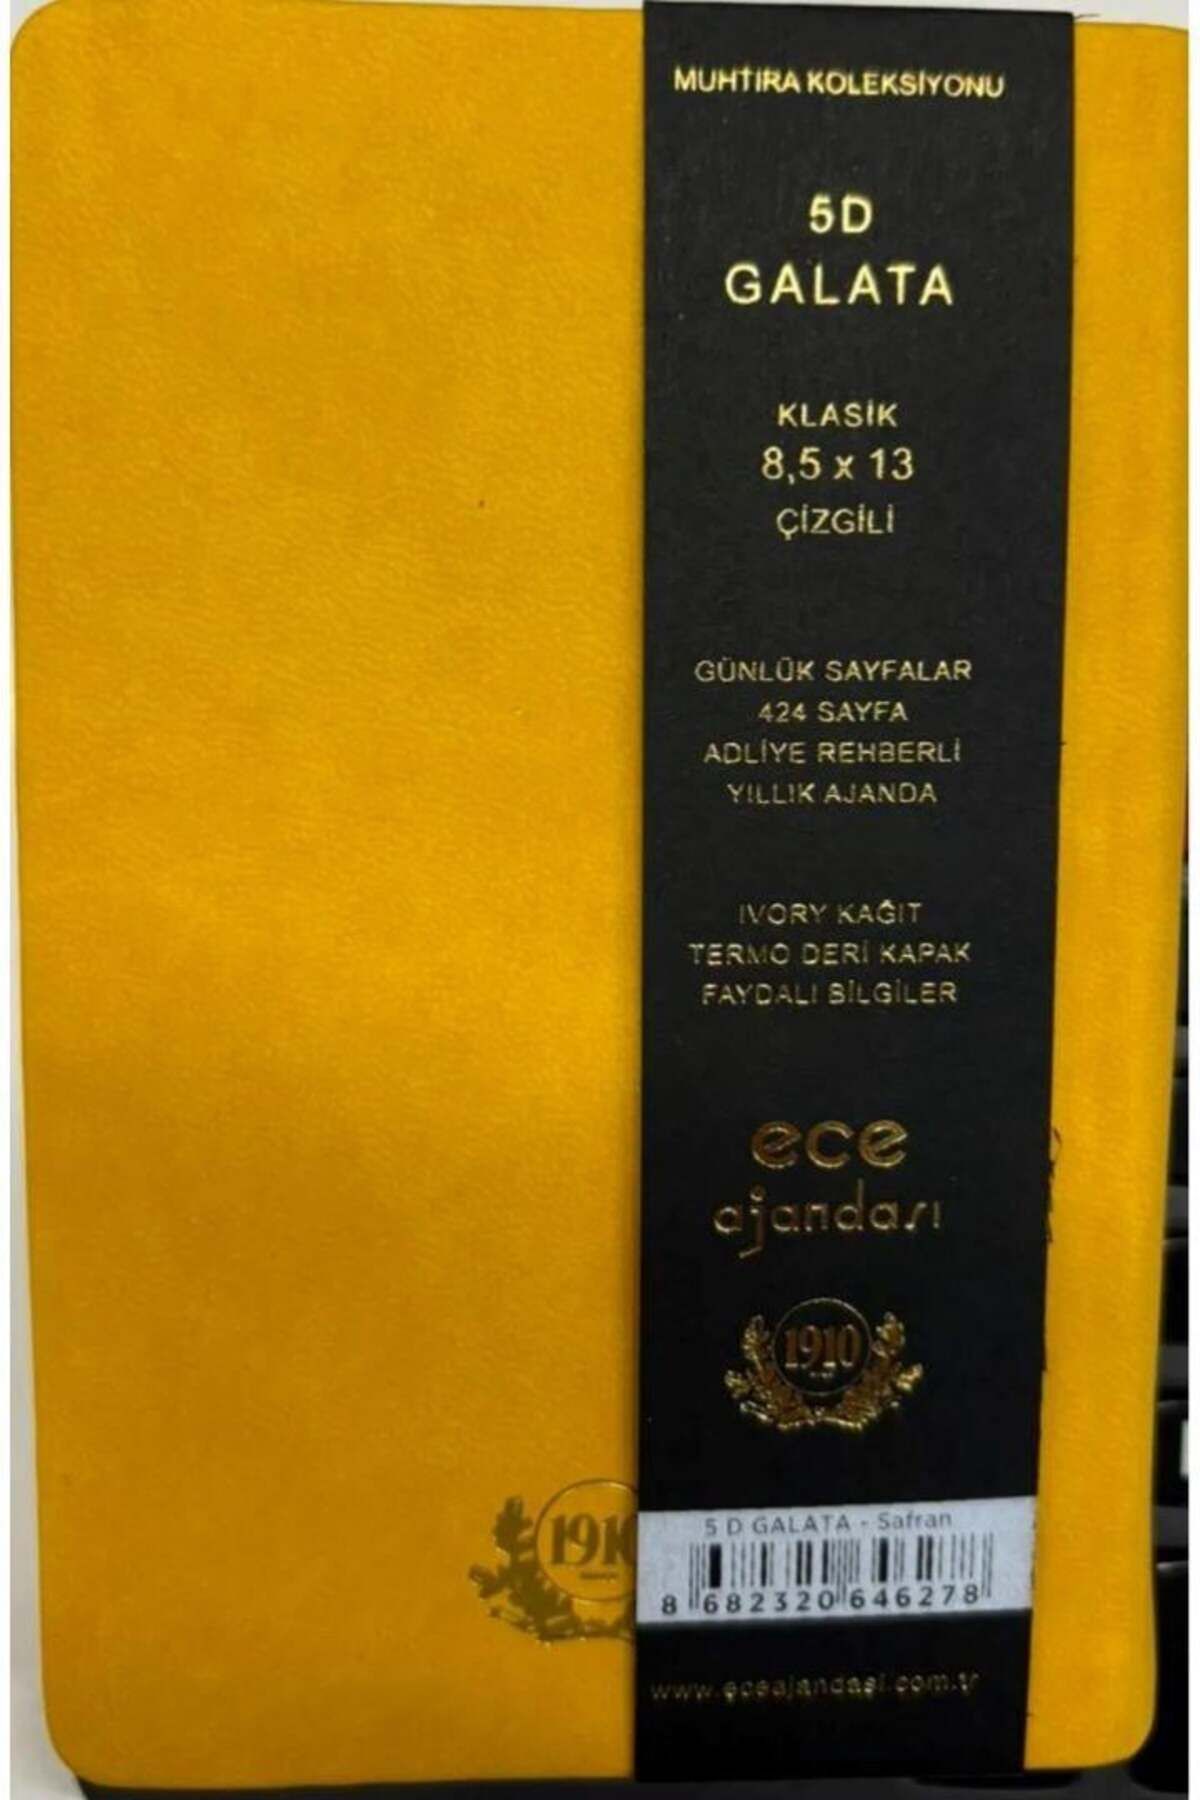 MUHTIRA KOLEKSİYONU
5D
GALATA
KLASİK
8,5 x 13
ÇİZGİLİ
GÜNLÜK SAYFALAR
424 SAYFA
ADLİYE REHBERLİ
YILLIK AJANDA
IVORY KAĞIT
TERMO DERİ KAPAK
FAYDALI BİLGİLER
ece
ajandası
1910
1910
5 D GALATA - Safran
8 682320 646278
www.eceajandasi.com.tr